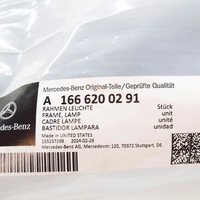 Mercedes-Benz Original-Teile/Geprüfte Qualität
A 166 620 02 91
RAHMEN LEUCHTE
FRAME, LAMP
CADRE LAMPE
BASTIDOR LAMPARA
1
Stück
unit
unité
unidad
Made in UNITED STATES
2024-02-29
Mercedes-Benz AG, Mercedesstraße 120, 70372 Stuttgart, DE
Mercedes-Benz